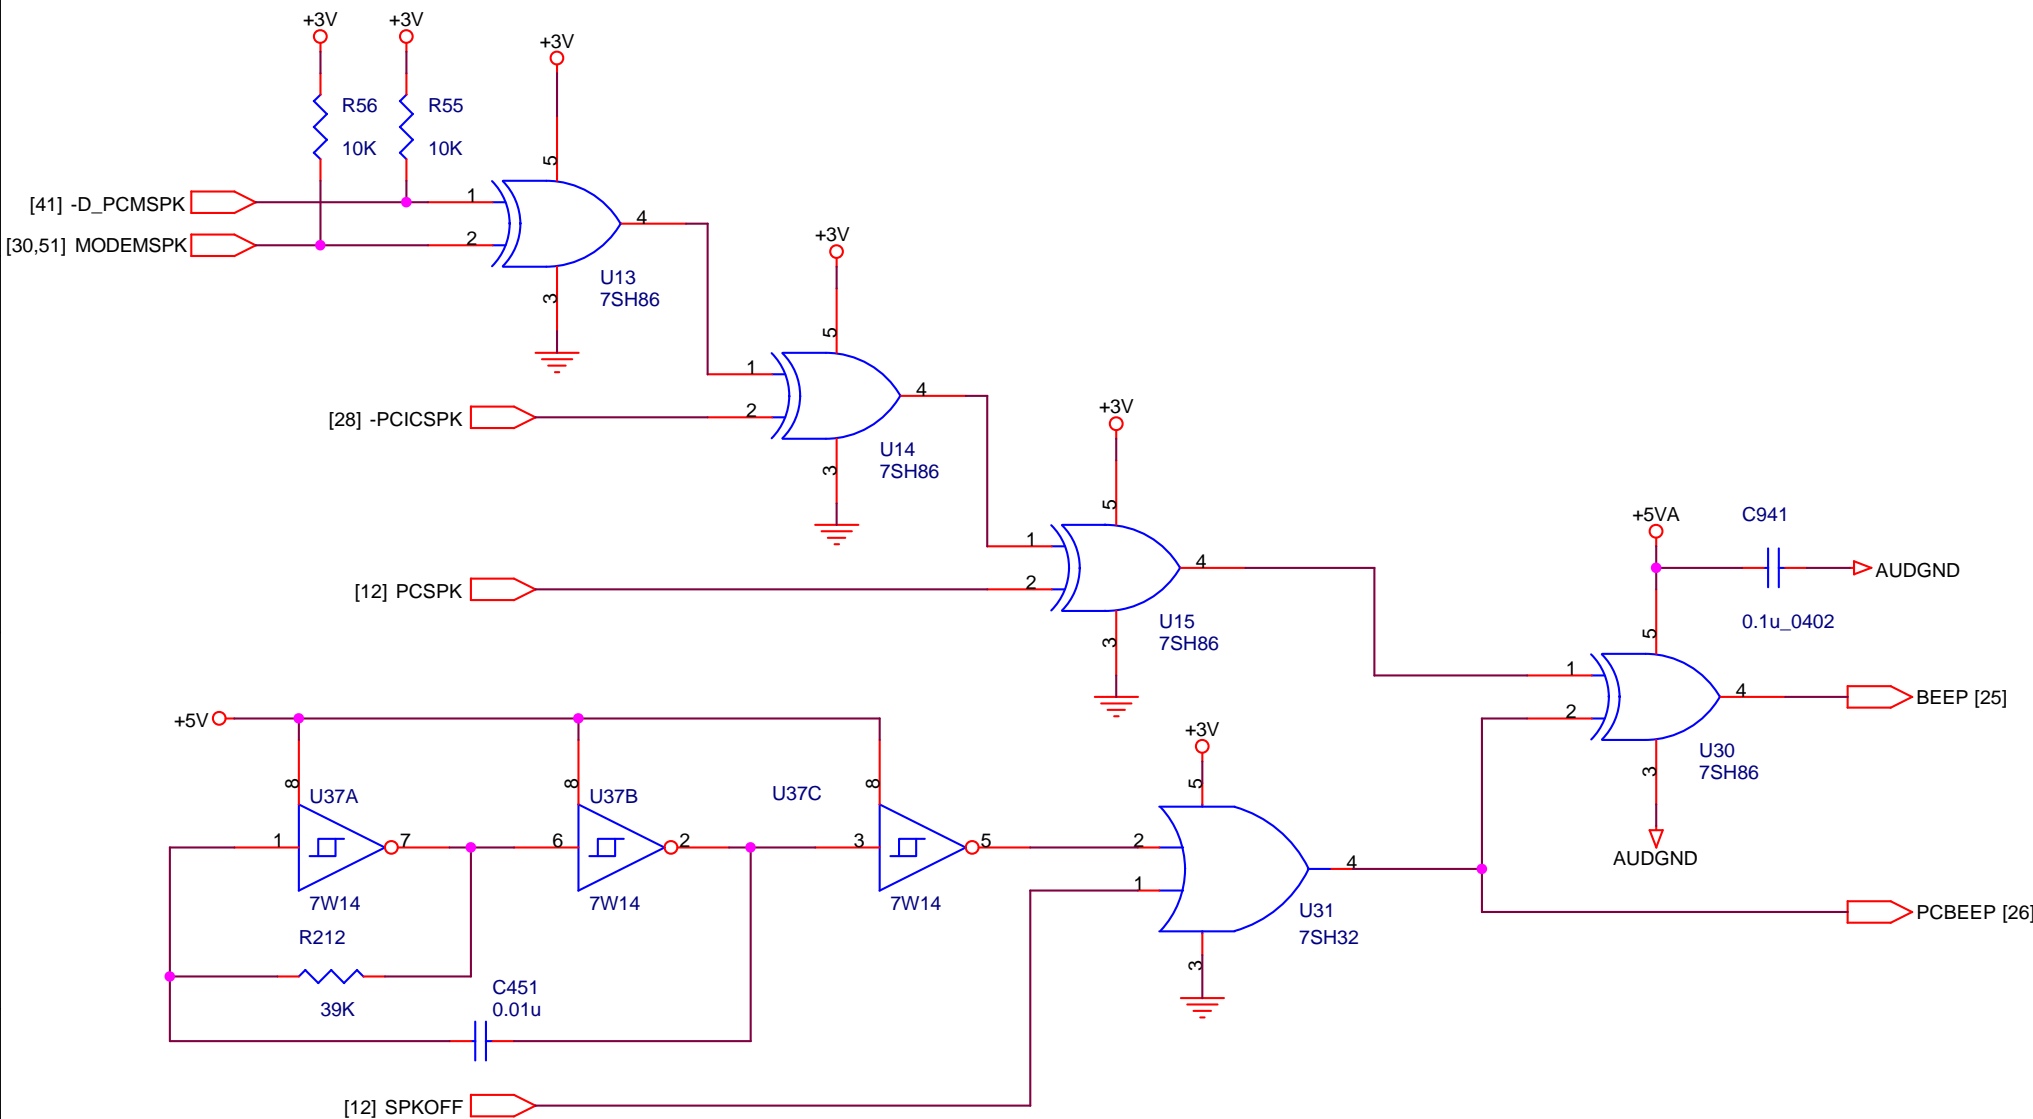 +3V
+3V
+3V
R56
R55
10K
10K
5
[41] -D_PCMSPK
1
4
[30,51] MODEMSPK
2
+3V
U13
7SH86
3
5
1
4
[28] -PCICSPK
2
+3V
U14
7SH86
3
5
+5VA
C941
1
4
AUDGND
[12] PCSPK
2
U15
7SH86
3
0.1u_0402
5
1
4
BEEP [25]
2
+5V
+3V
U30
7SH86
3
8
8
8
5
U37A
U37B
U37C
1
7
6
2
3
5
2
AUDGND
4
1
7W14
7W14
7W14
U31
7SH32
PCBEEP [26]
R212
3
C451
0.01u
39K
[12] SPKOFF